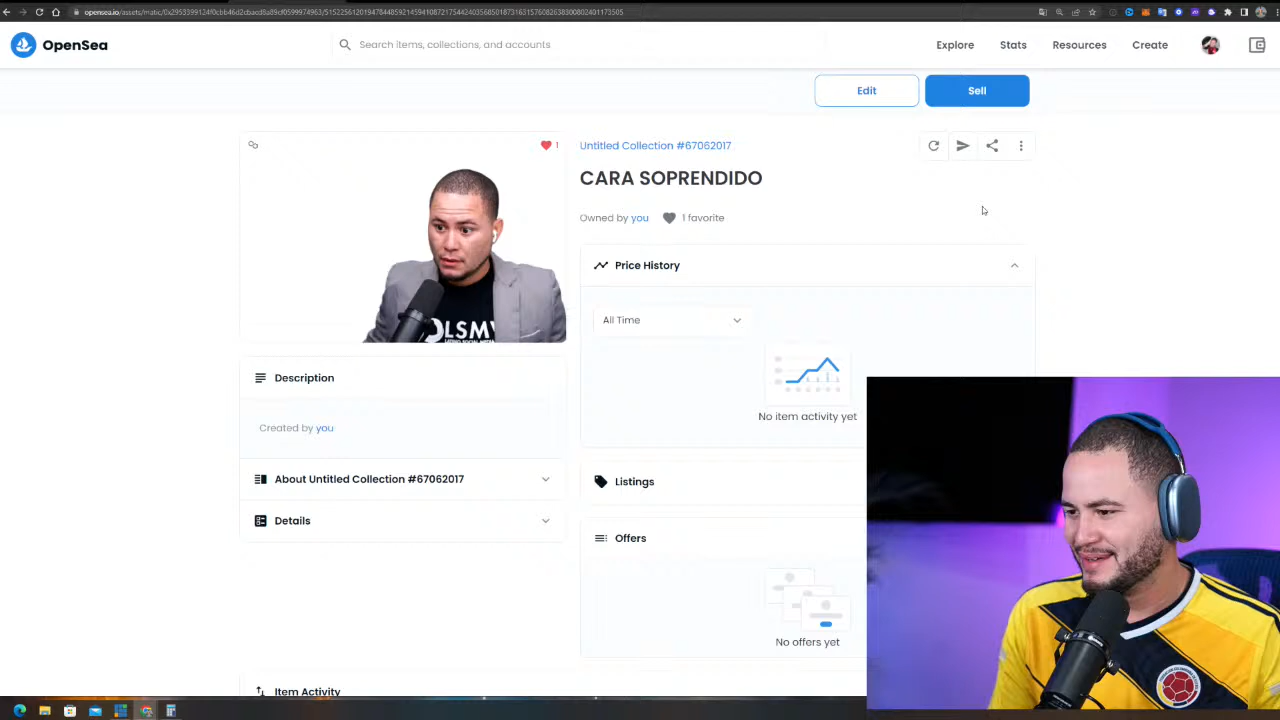 OpenSea
Search items, collections, and accounts
Explore
Stats
Resources
Create
Edit
Sell
1
Untitled Collection #67062017
CARA SOPRENDIDO
Owned by you
1 favorite
Price History
All Time
No item activity yet
Description
Created by you
About Untitled Collection #67062017
Details
Listings
Offers
No offers yet
Item Activity